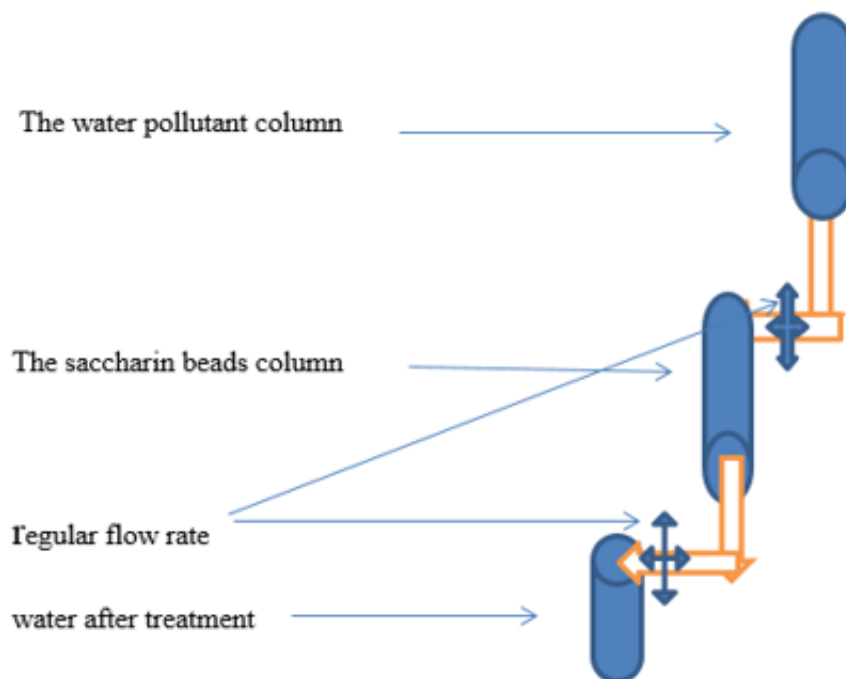 The water pollutant column
The saccharin beads column
regular flow rate
water after treatment